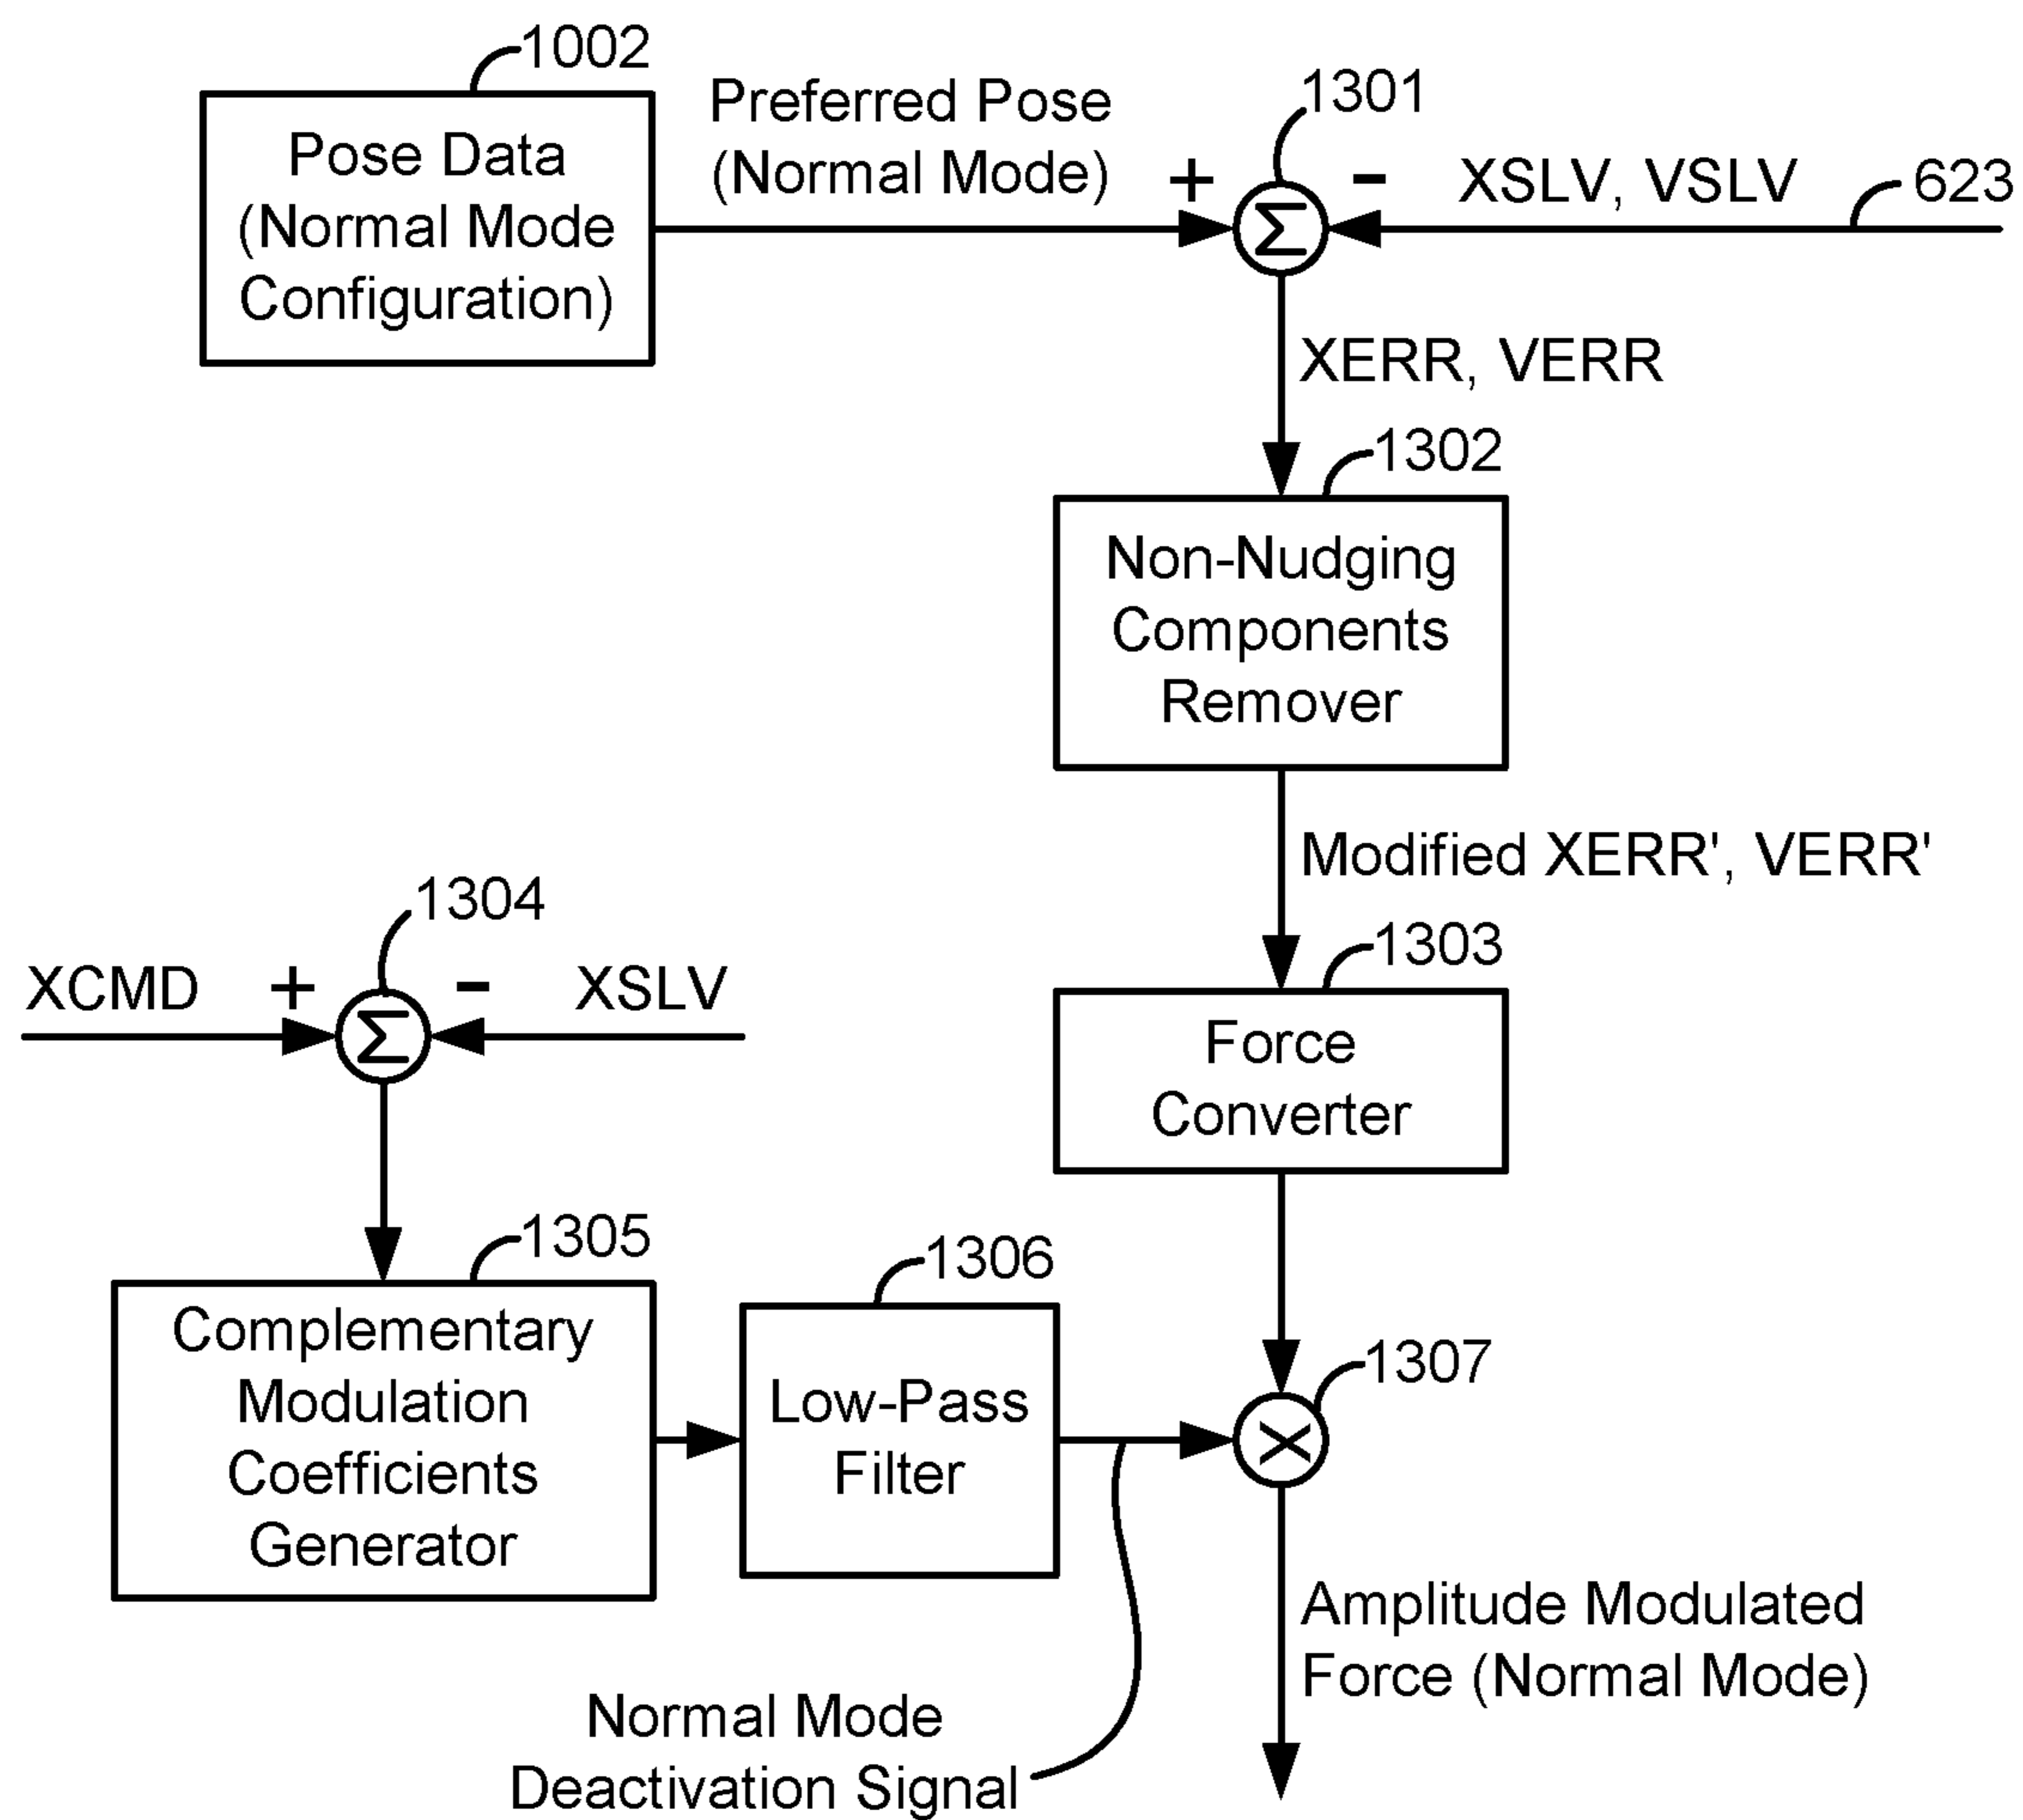 1002
Pose Data
(Normal Mode
Configuration)
Preferred Pose
(Normal Mode)
1301
+
-
Σ
XSLV, VSLV
623
XERR, VERR
1302
Non-Nudging
Components
Remover
Modified XERR', VERR'
1303
Force
Converter
1304
XCMD
+
-
Σ
XSLV
1305
Complementary
Modulation
Coefficients
Generator
1306
Low-Pass
Filter
1307
X
Normal Mode
Deactivation Signal
Amplitude Modulated
Force (Normal Mode)